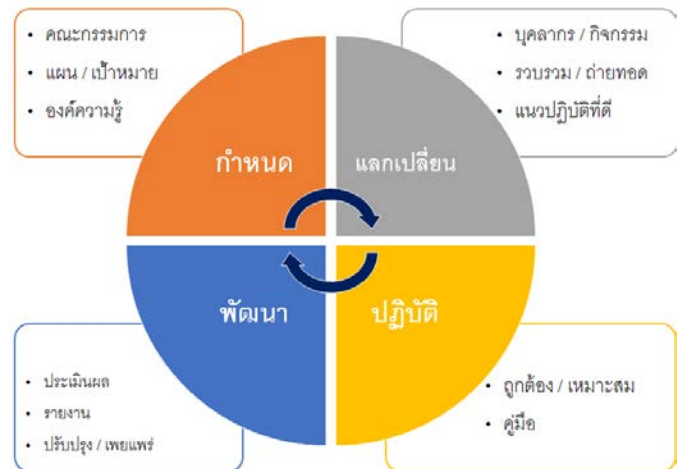 • คณะกรรมการ
• แผน / เป้าหมาย
• องค์ความรู้
• บุคลากร / กิจกรรม
• รวบรวม / ถ่ายทอด
• แนวปฏิบัติที่ดี
กำหนด
แลกเปลี่ยน
พัฒนา
ปฏิบัติ
• ประเมินผล
• รายงาน
• ปรับปรุง / เผยแพร่
• ถูกต้อง / เหมาะสม
• คู่มือ